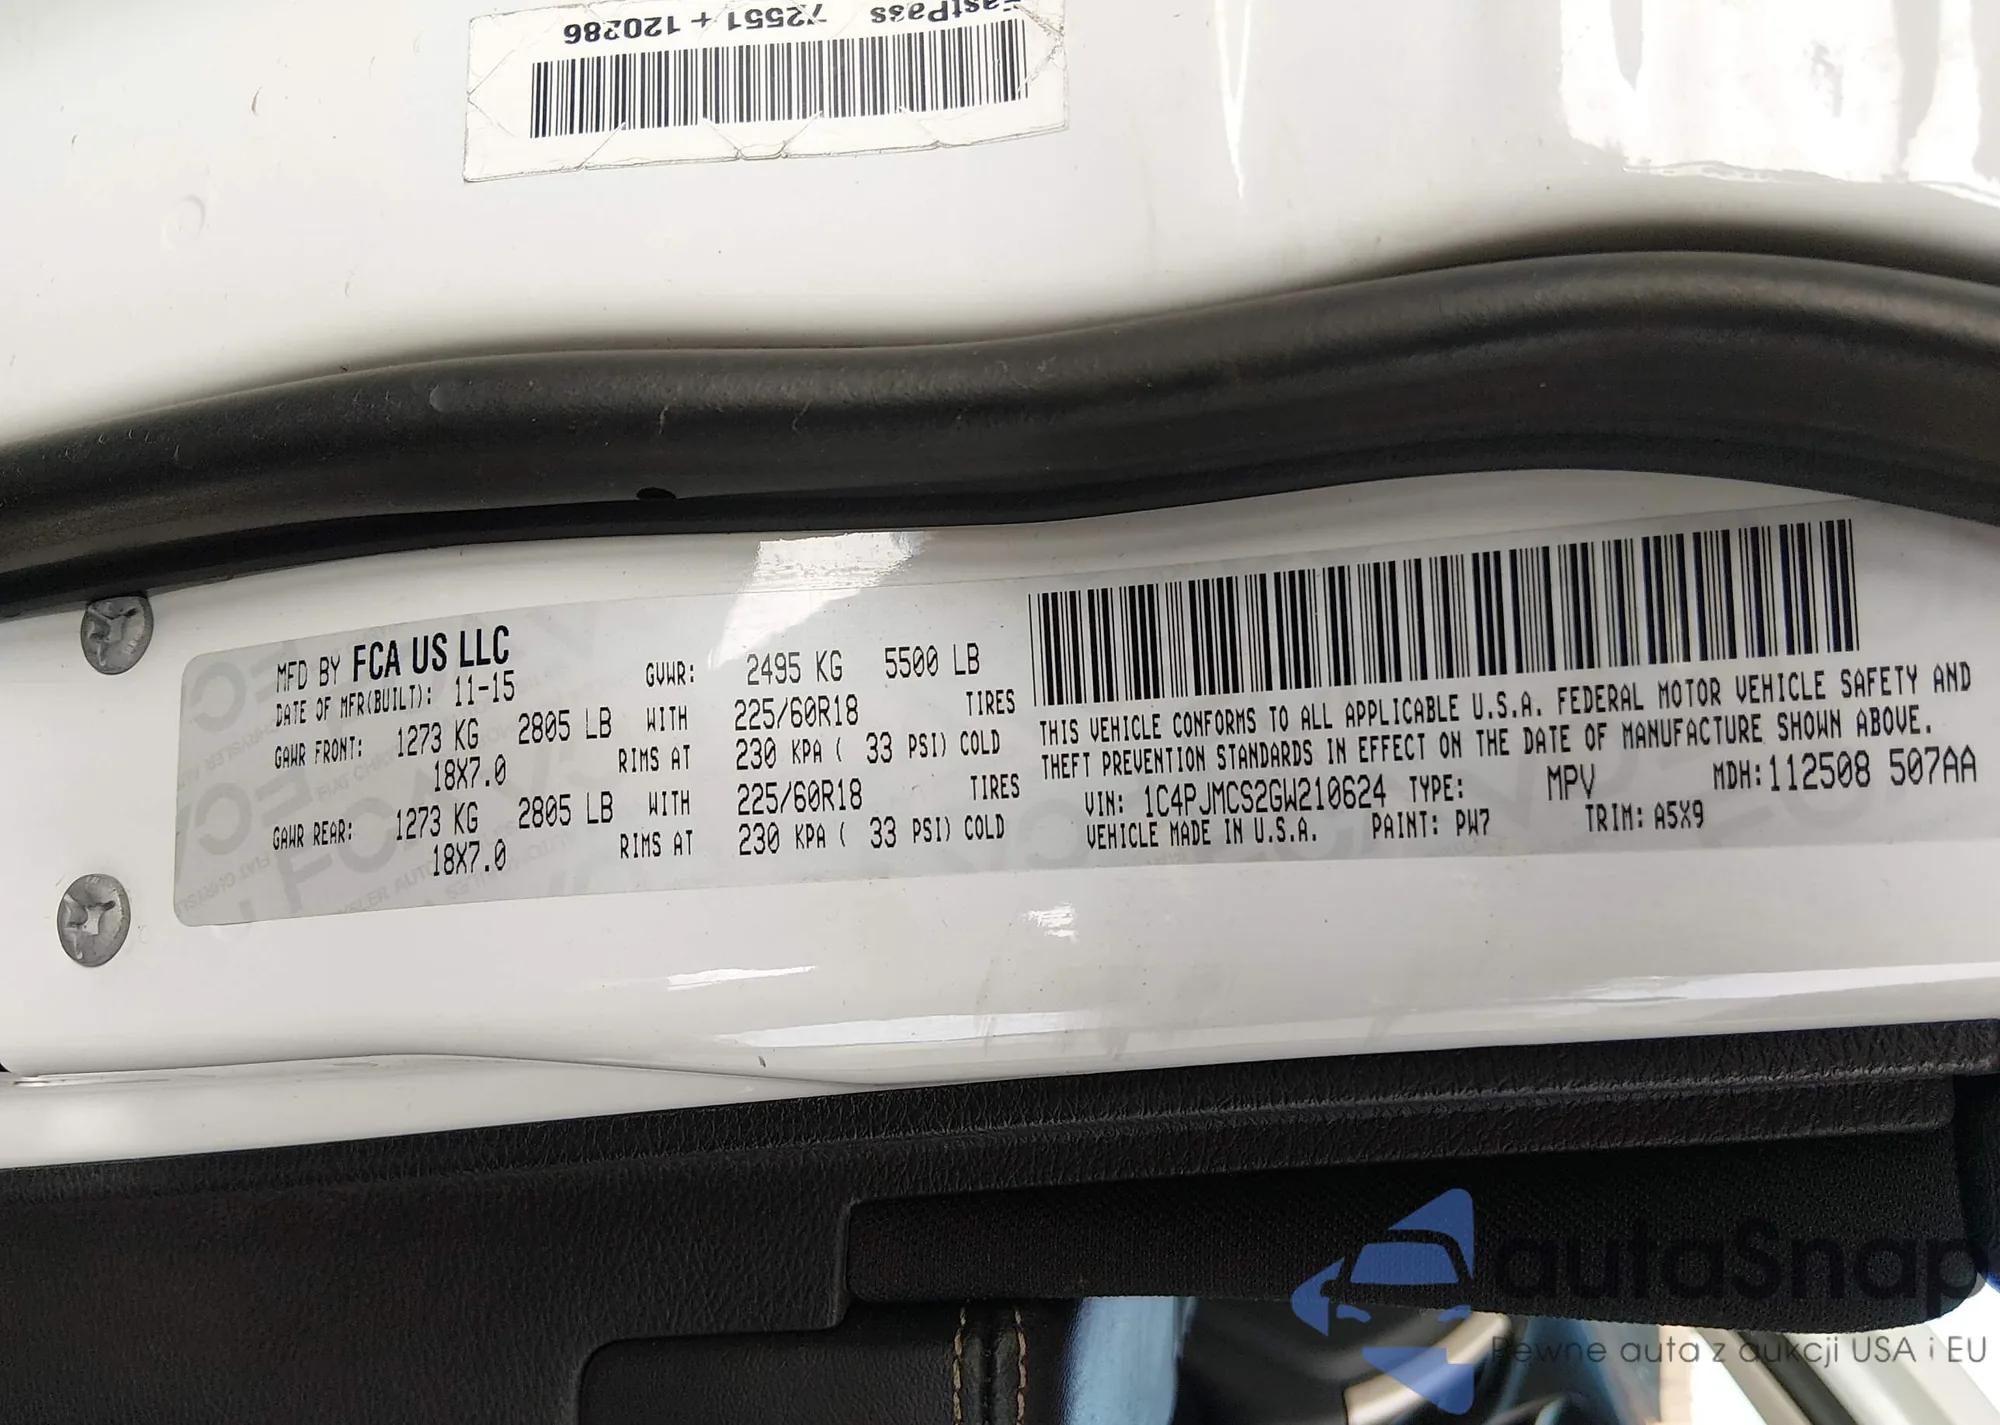 FastPass 72551 + 120286
MFD BY FCA US LLC
DATE OF MFR(BUILT): 11-15
GVWR: 2495 KG 5500 LB
GAWR FRONT: 1273 KG 2805 LB WITH 225/60R18 TIRES
18X7.0 RIMS AT 230 KPA ( 33 PSI) COLD
GAWR REAR: 1273 KG 2805 LB WITH 225/60R18 TIRES
18X7.0 RIMS AT 230 KPA ( 33 PSI) COLD
THIS VEHICLE CONFORMS TO ALL APPLICABLE U.S.A. FEDERAL MOTOR VEHICLE SAFETY AND
THEFT PREVENTION STANDARDS IN EFFECT ON THE DATE OF MANUFACTURE SHOWN ABOVE.
MDH: 112508 507AA
VIN: 1C4PJMCS2GW210624 TYPE: MPV
VEHICLE MADE IN U.S.A. PAINT: PW7 TRIM: A5X9
autaSnap
Pewne auta z aukcji USA i EU